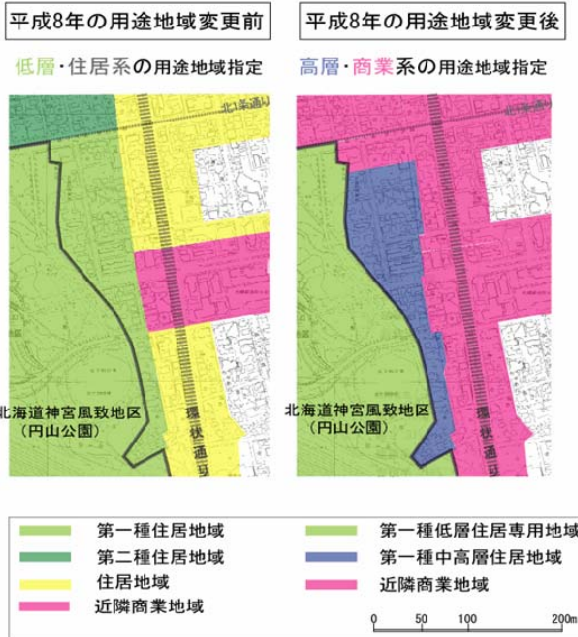 平成8年の用途地域変更前
平成8年の用途地域変更後
低層・住居系の用途地域指定
高層・商業系の用途地域指定
北1条通り
北1条通り
北海道神宮風致地区
(円山公園)
環状通り
北海道神宮風致地区
(円山公園)
環状通り
第一種住居地域
第二種住居地域
住居地域
近隣商業地域
第一種低層住居専用地域
第一種中高層住居地域
近隣商業地域
0 50 100 200m